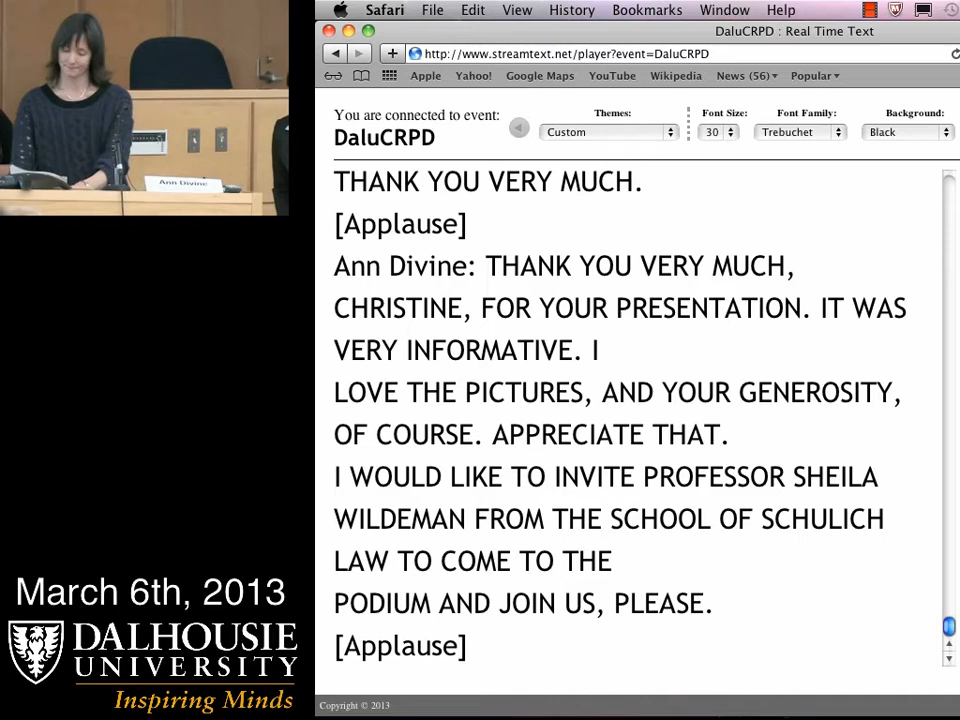 Safari File Edit View History Bookmarks Window Help
DaluCRPD : Real Time Text
http://www.streamtext.net/player?event=DaluCRPD
Apple Yahoo! Google Maps YouTube Wikipedia News (56) Popular
You are connected to event:
DaluCRPD
Themes: Font Size: Font Family: Background:
Custom 30 Trebuchet Black
THANK YOU VERY MUCH.
[Applause]
Ann Divine: THANK YOU VERY MUCH,
CHRISTINE, FOR YOUR PRESENTATION. IT WAS
VERY INFORMATIVE. I
LOVE THE PICTURES, AND YOUR GENEROSITY,
OF COURSE. APPRECIATE THAT.
I WOULD LIKE TO INVITE PROFESSOR SHEILA
WILDEMAN FROM THE SCHOOL OF SCHULICH
LAW TO COME TO THE
PODIUM AND JOIN US, PLEASE.
[Applause]
Copyright © 2013
Ann Divine
March 6th, 2013
DALHOUSIE
UNIVERSITY
Inspiring Minds